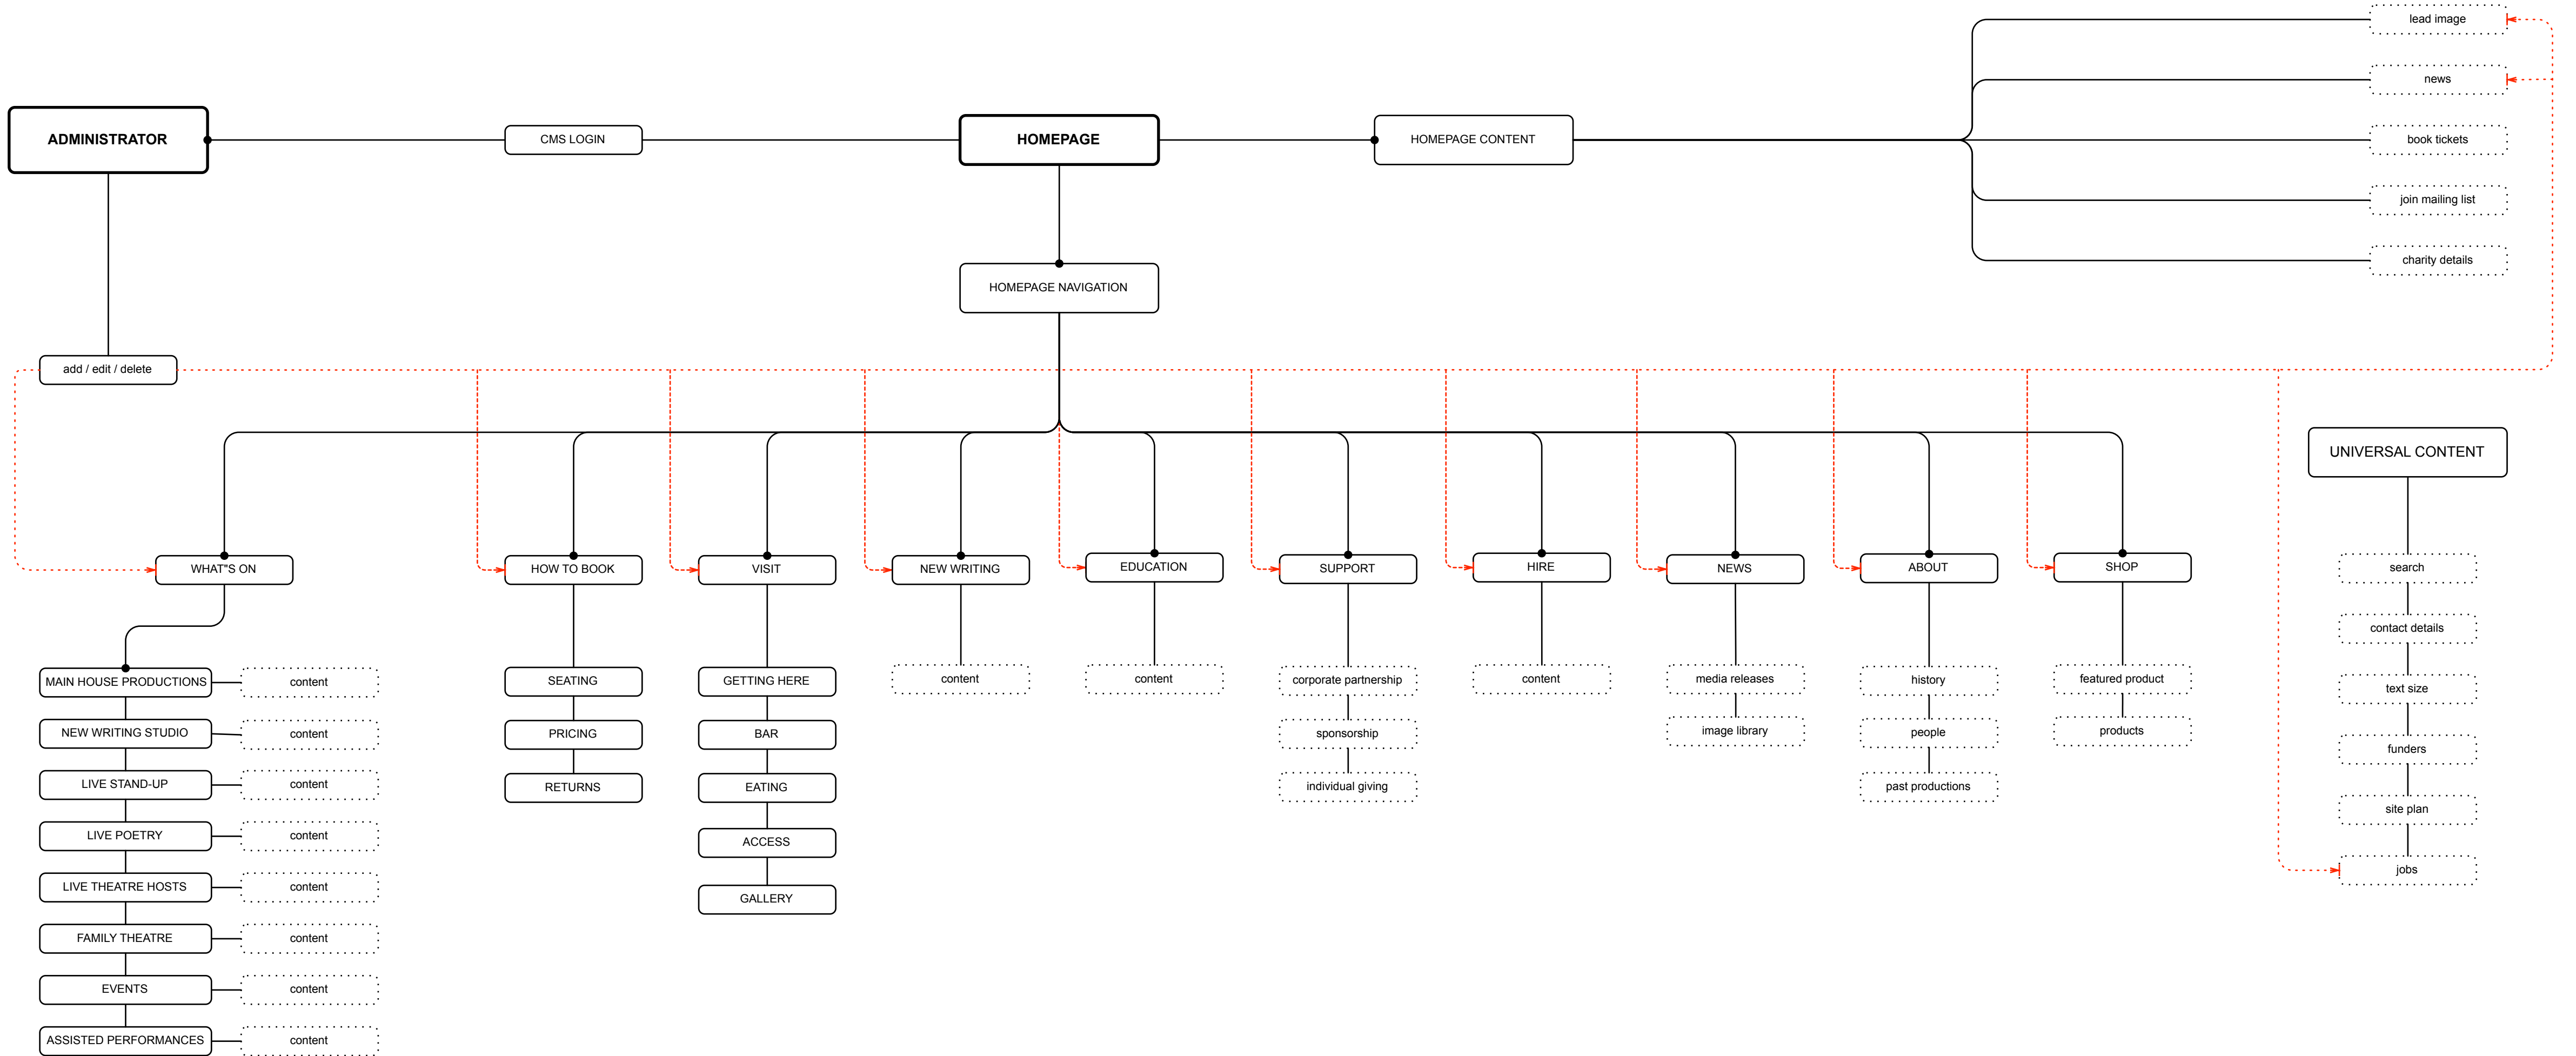 lead image
news
ADMINISTRATOR
CMS LOGIN
HOMEPAGE
HOMEPAGE CONTENT
book tickets
join mailing list
charity details
HOMEPAGE NAVIGATION
add / edit / delete
UNIVERSAL CONTENT
WHAT"S ON
HOW TO BOOK
VISIT
NEW WRITING
EDUCATION
SUPPORT
HIRE
NEWS
ABOUT
SHOP
search
contact details
text size
funders
site plan
jobs
MAIN HOUSE PRODUCTIONS
content
NEW WRITING STUDIO
content
LIVE STAND-UP
content
LIVE POETRY
content
LIVE THEATRE HOSTS
content
FAMILY THEATRE
content
EVENTS
content
ASSISTED PERFORMANCES
content
SEATING
PRICING
RETURNS
GETTING HERE
BAR
EATING
ACCESS
GALLERY
content
content
corporate partnership
sponsorship
individual giving
content
media releases
image library
history
people
past productions
featured product
products